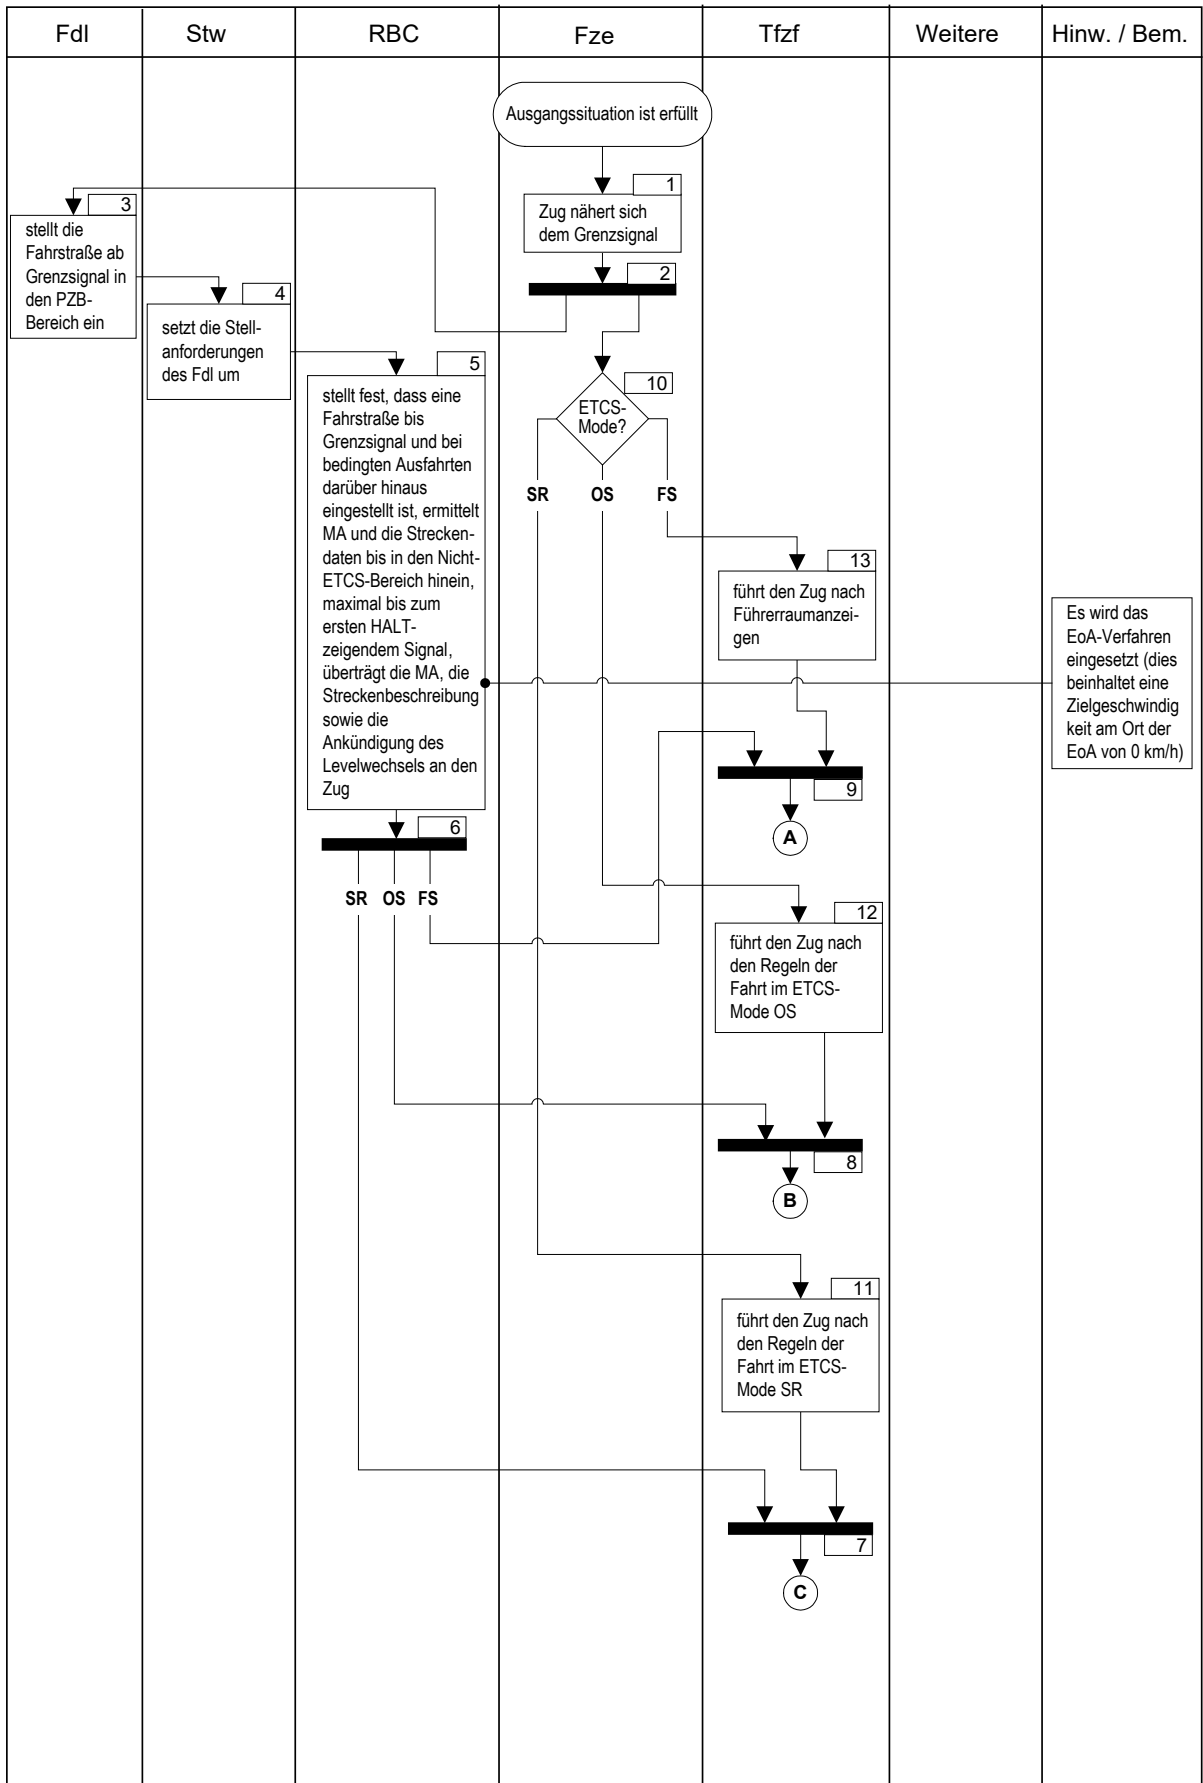 Fdl
Stw
RBC
Fze
Tfzf
Weitere
Hinw. / Bem.
Ausgangssituation ist erfüllt
1
Zug nähert sich
dem Grenzsignal
2
3
stellt die
Fahrstraße ab
Grenzsignal in
den PZB-
Bereich ein
4
setzt die Stell-
anforderungen
des Fdl um
5
stellt fest, dass eine
Fahrstraße bis
Grenzsignal und bei
bedingten Ausfahrten
darüber hinaus
eingestellt ist, ermittelt
MA und die Strecken-
daten bis in den Nicht-
ETCS-Bereich hinein,
maximal bis zum
ersten HALT-
zeigendem Signal,
überträgt die MA, die
Streckenbeschreibung
sowie die
Ankündigung des
Levelwechsels an den
Zug
6
SR OS FS
10
ETCS-
Mode?
SR OS FS
13
führt den Zug nach
Führerraumanzei-
gen
Es wird das
EoA-Verfahren
eingesetzt (dies
beinhaltet eine
Zielgeschwindig
keit am Ort der
EoA von 0 km/h)
9
A
12
führt den Zug nach
den Regeln der
Fahrt im ETCS-
Mode OS
8
B
11
führt den Zug nach
den Regeln der
Fahrt im ETCS-
Mode SR
7
C